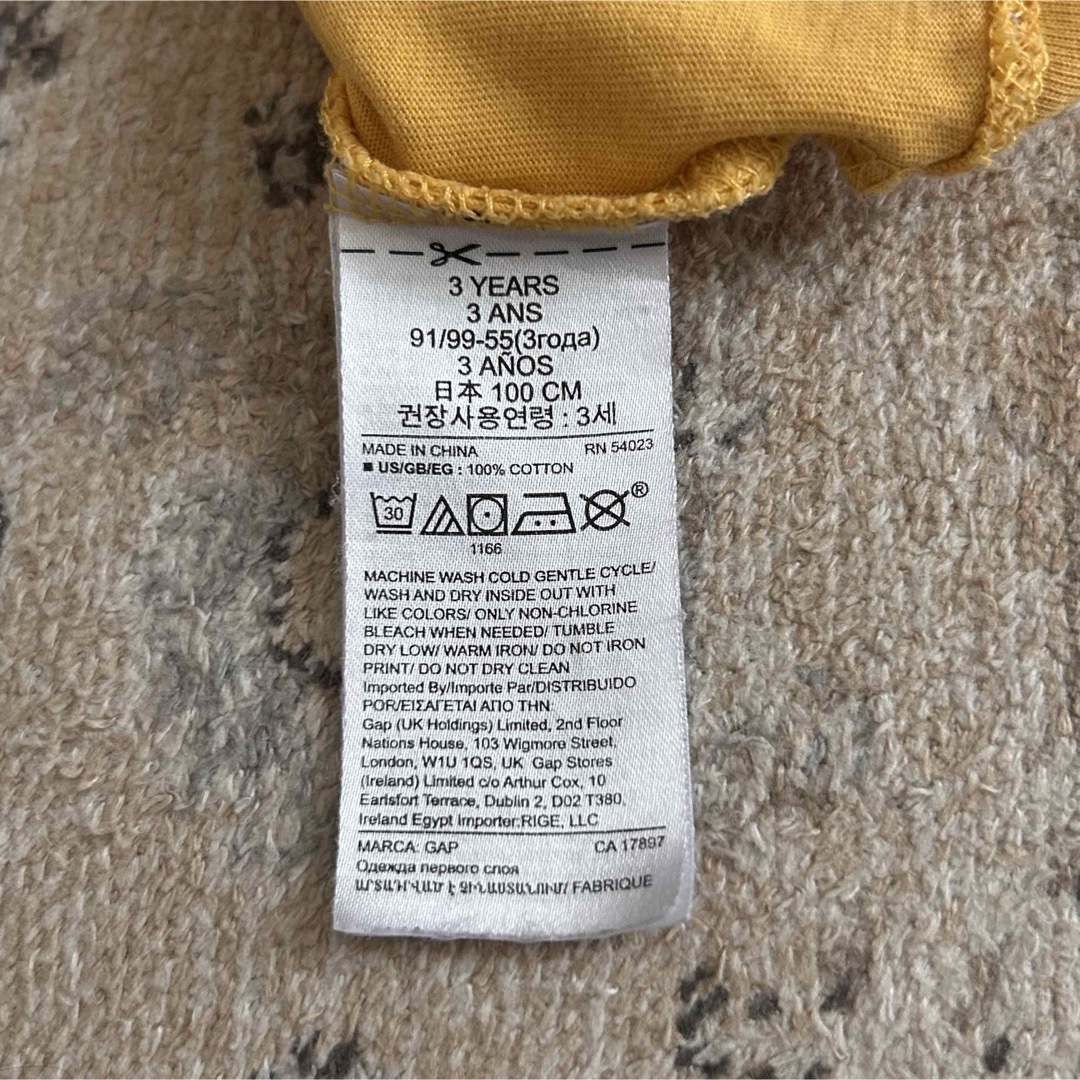 3 YEARS
3 ANS
91/99-55(3года)
3 AÑOS
日本 100 CM
권장사용연령 : 3세
MADE IN CHINA RN 54023
■ US/GB/EG : 100% COTTON
30 ®
1166
MACHINE WASH COLD GENTLE CYCLE/
WASH AND DRY INSIDE OUT WITH
LIKE COLORS/ ONLY NON-CHLORINE
BLEACH WHEN NEEDED/ TUMBLE
DRY LOW/ WARM IRON/ DO NOT IRON
PRINT/ DO NOT DRY CLEAN
Imported By/Importe Par/DISTRIBUIDO
POR/ΕΙΣΑΓΕΤΑΙ ΑΠΟ ΤΗΝ
Gap (UK Holdings) Limited, 2nd Floor
Nations House, 103 Wigmore Street,
London, W1U 1QS, UK Gap Stores
(Ireland) Limited c/o Arthur Cox, 10
Earlsfort Terrace, Dublin 2, D02 T380,
Ireland Egypt Importer:RIGE, LLC
MARCA: GAP CA 17897
Одежда первого слоя
ԱՐՏԱԴՐՎԱԾ Է ՉԻՆԱՍՏԱՆՈՒՄ/ FABRIQUE